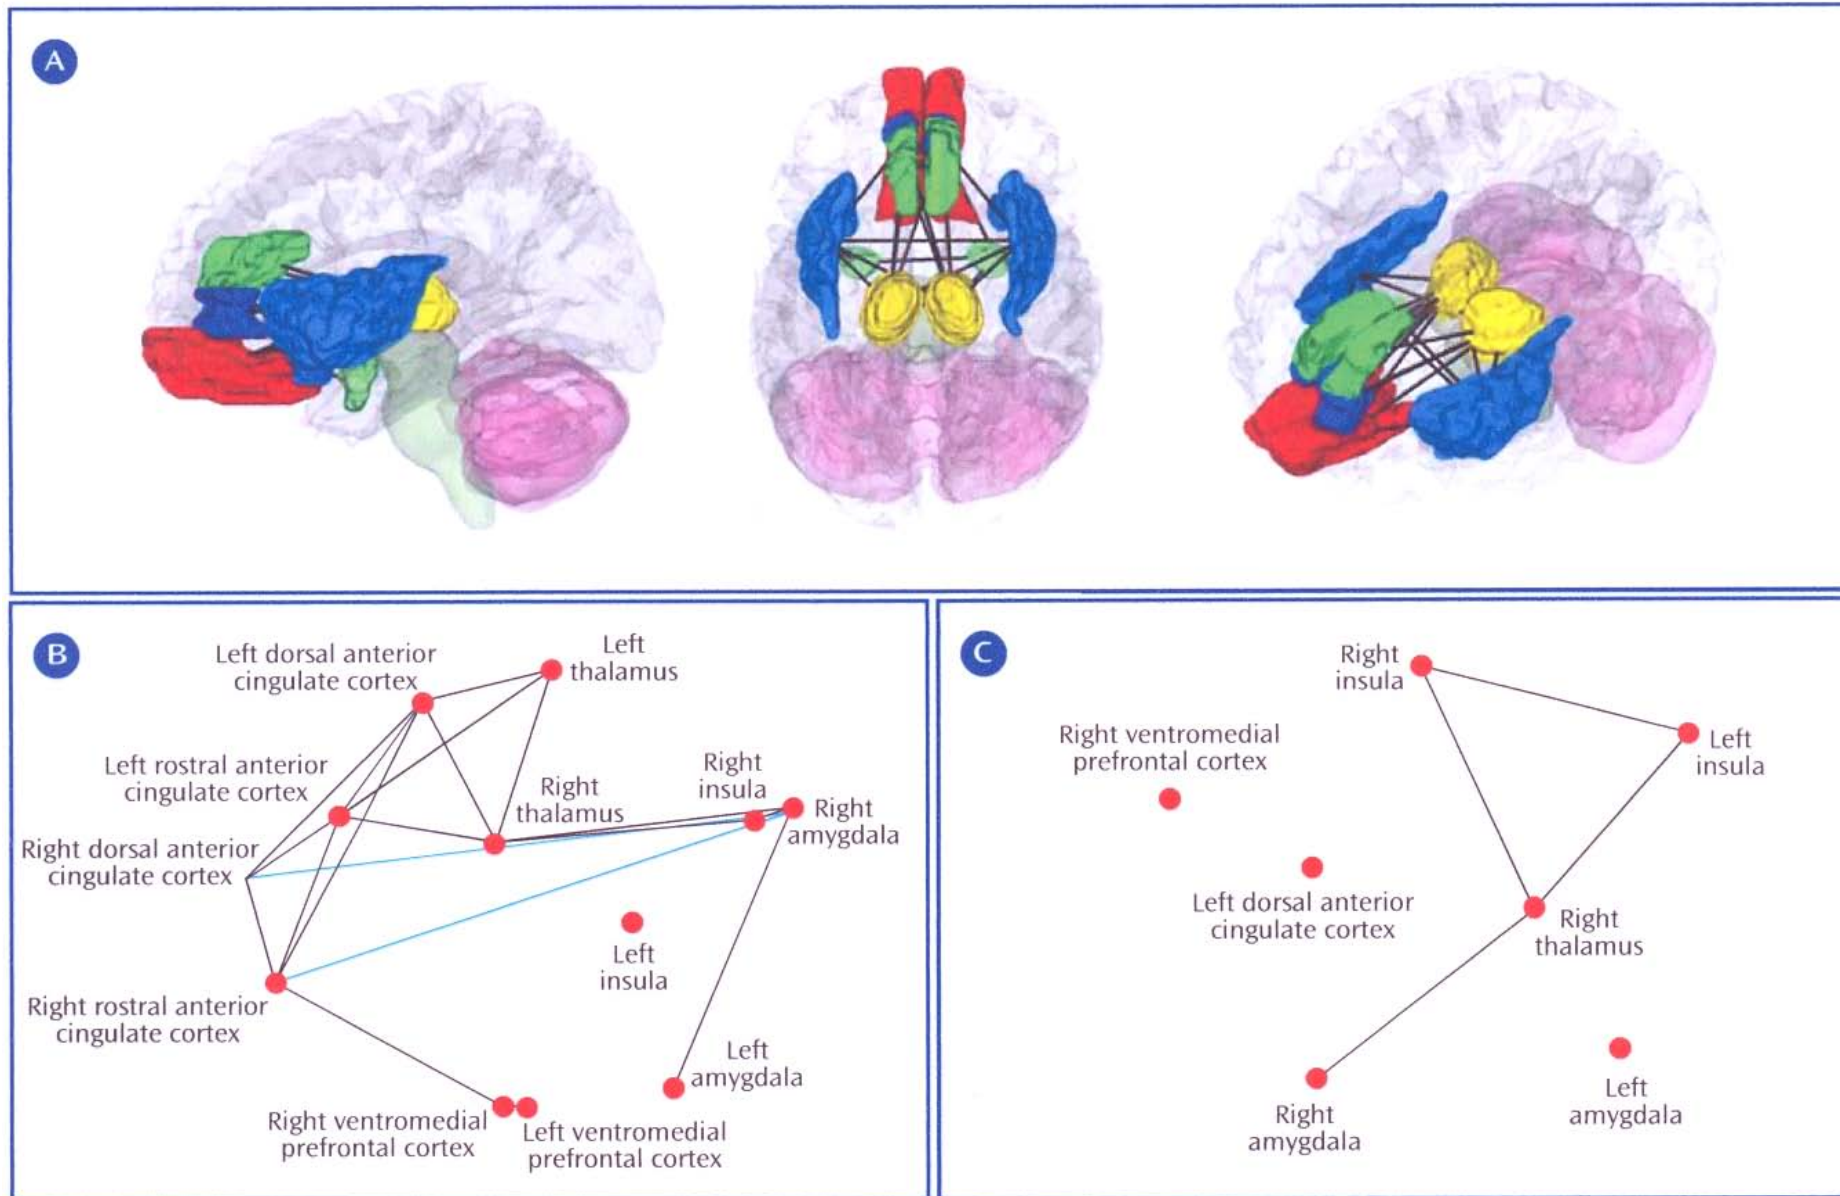 A
B
Left dorsal anterior
cingulate cortex
Left
thalamus
Left rostral anterior
cingulate cortex
Right
thalamus
Right
insula
Right
amygdala
Right dorsal anterior
cingulate cortex
Left
insula
Right rostral anterior
cingulate cortex
Left
amygdala
Right ventromedial
prefrontal cortex
Left ventromedial
prefrontal cortex
C
Right
insula
Right ventromedial
prefrontal cortex
Left
insula
Left dorsal anterior
cingulate cortex
Right
thalamus
Right
amygdala
Left
amygdala